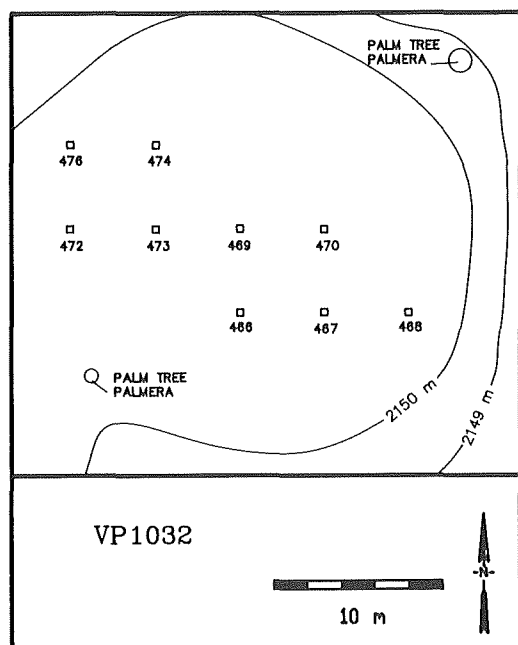 PALM TREE
PALMERA
476 474
472 473 469 470
466 467 468
PALM TREE
PALMERA
2150 m
2149 m
VP1032
N
10 m